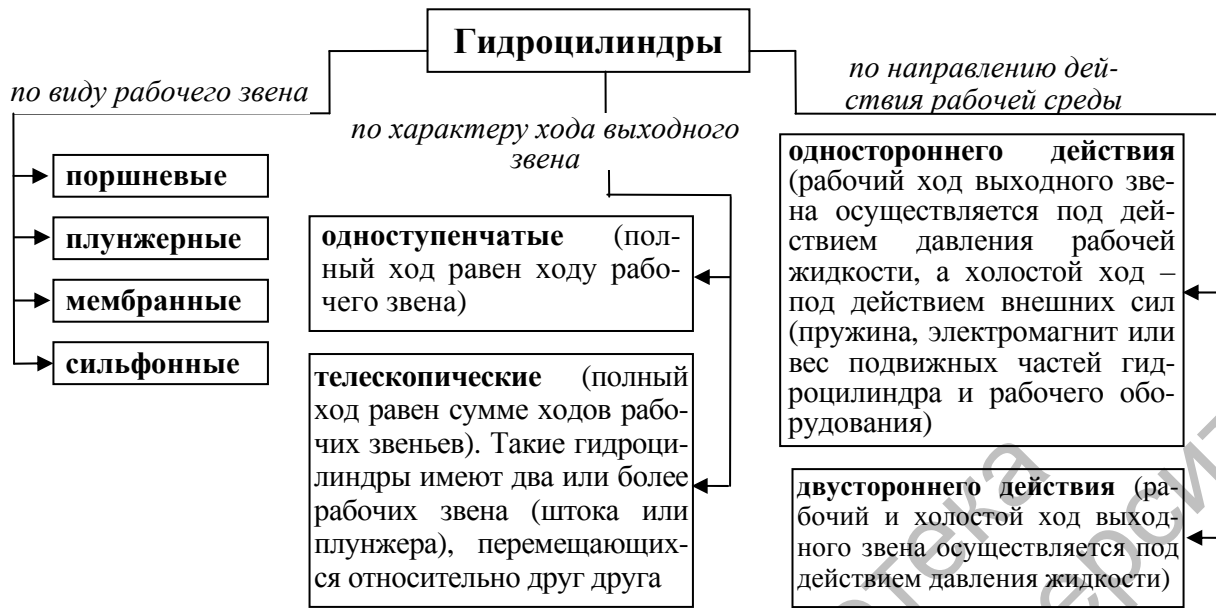 Гидроцилиндры
по виду рабочего звена
поршневые
плунжерные
мембранные
сильфонные
по характеру хода выходного
звена
одноступенчатые (пол-
ный ход равен ходу рабо-
чего звена)
телескопические (полный
ход равен сумме ходов рабо-
чих звеньев). Такие гидроци-
линдры имеют два или более
рабочих звена (штока или
плунжера), перемещающих-
ся относительно друг друга
по направлению дей-
ствия рабочей среды
одностороннего действия
(рабочий ход выходного зве-
на осуществляется под дей-
ствием давления рабочей
жидкости, а холостой ход –
под действием внешних сил
(пружина, электромагнит или
вес подвижных частей гид-
роцилиндра и рабочего обо-
рудования)
двустороннего действия (ра-
бочий и холостой ход выход-
ного звена осуществляется под
действием давления жидкости)